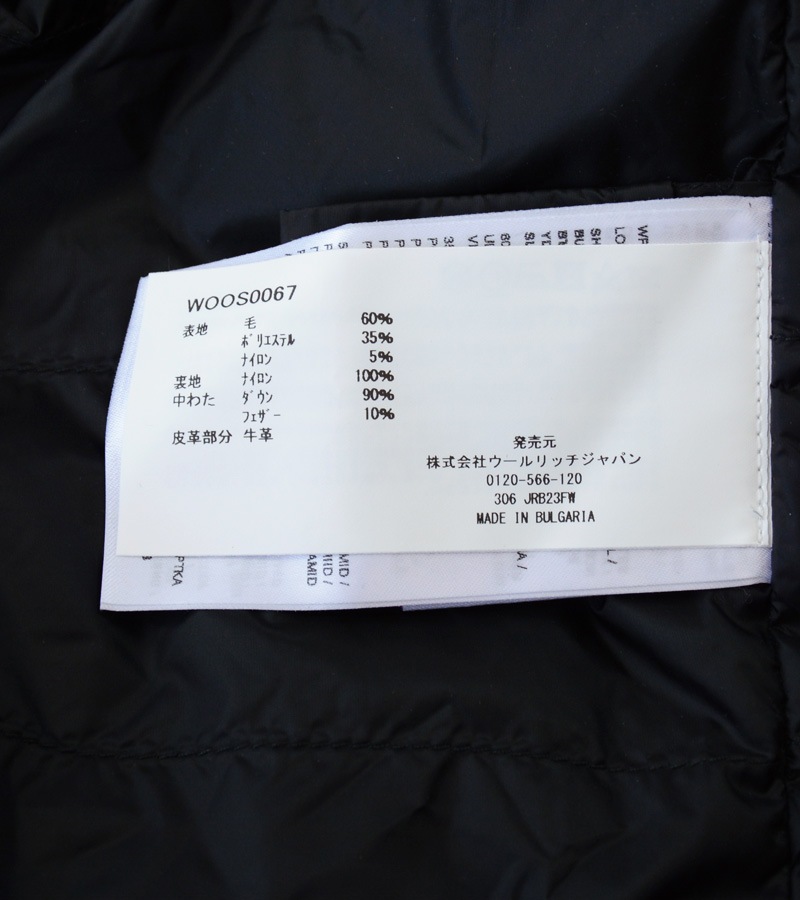 WOOS0067
表地 毛 60%
ﾎﾟﾘｴｽﾃﾙ 35%
ﾅｲﾛﾝ 5%
裏地 ﾅｲﾛﾝ 100%
中わた ﾀﾞｳﾝ 90%
ﾌｪｻﾞｰ 10%
皮革部分 牛革
発売元
株式会社ウールリッチジャパン
0120-566-120
306 JRB23FW
MADE IN BULGARIA